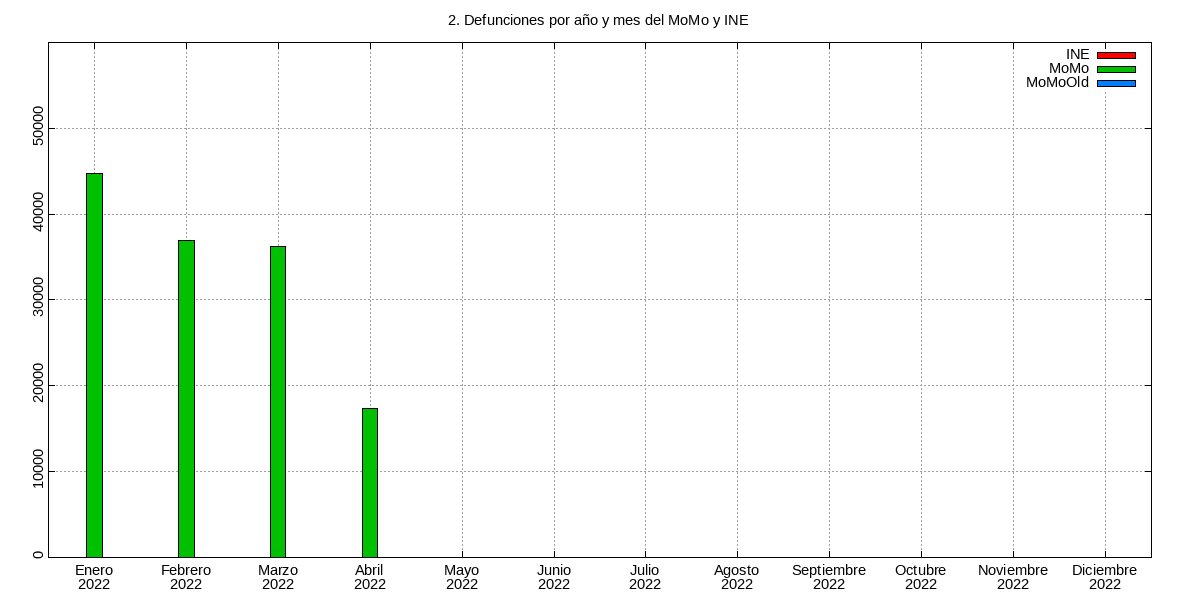 2. Defunciones por año y mes del MoMo y INE
INE
MoMo
MoMoOld
50000
40000
30000
20000
10000
0
Enero Febrero Marzo Abril Mayo Junio Julio Agosto Septiembre Octubre Noviembre Diciembre
2022 2022 2022 2022 2022 2022 2022 2022 2022 2022 2022 2022